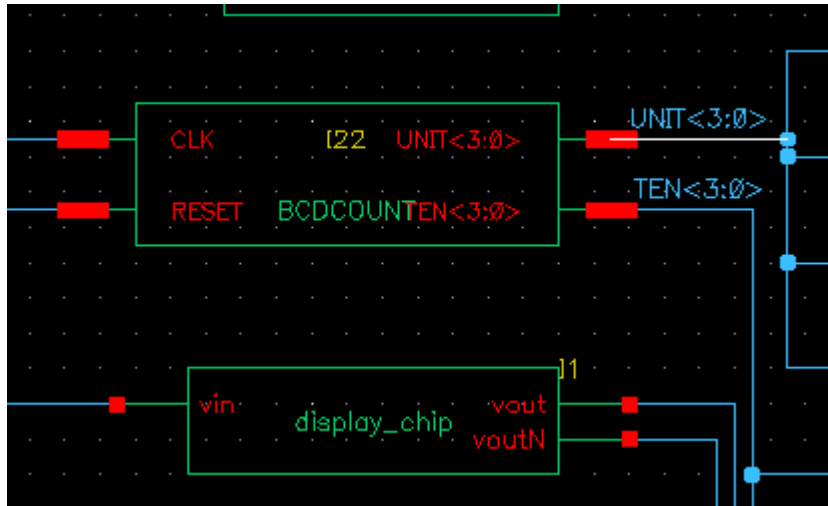 UNIT<3:0>
CLK I22 UNIT<3:0>
TEN<3:0>
RESET BCDCOUNT TEN<3:0>
I1
vin vout
display_chip
voutN